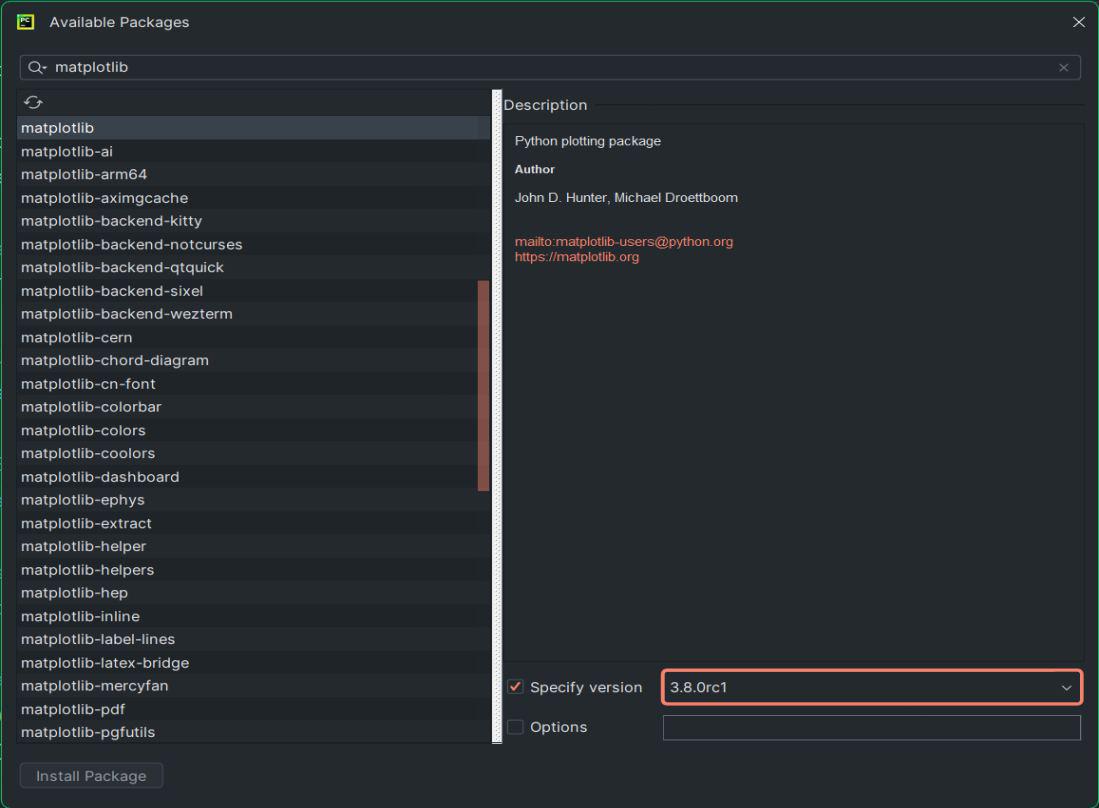 PC
Available Packages
matplotlib
matplotlib
matplotlib-ai
matplotlib-arm64
matplotlib-aximgcache
matplotlib-backend-kitty
matplotlib-backend-notcurses
matplotlib-backend-qtquick
matplotlib-backend-sixel
matplotlib-backend-wezterm
matplotlib-cern
matplotlib-chord-diagram
matplotlib-cn-font
matplotlib-colorbar
matplotlib-colors
matplotlib-coolors
matplotlib-dashboard
matplotlib-ephys
matplotlib-extract
matplotlib-helper
matplotlib-helpers
matplotlib-hep
matplotlib-inline
matplotlib-label-lines
matplotlib-latex-bridge
matplotlib-mercyfan
matplotlib-pdf
matplotlib-pgfutils
Description
Python plotting package
Author
John D. Hunter, Michael Droettboom
mailto:matplotlib-users@python.org
https://matplotlib.org
Specify version
3.8.0rc1
Options
Install Package